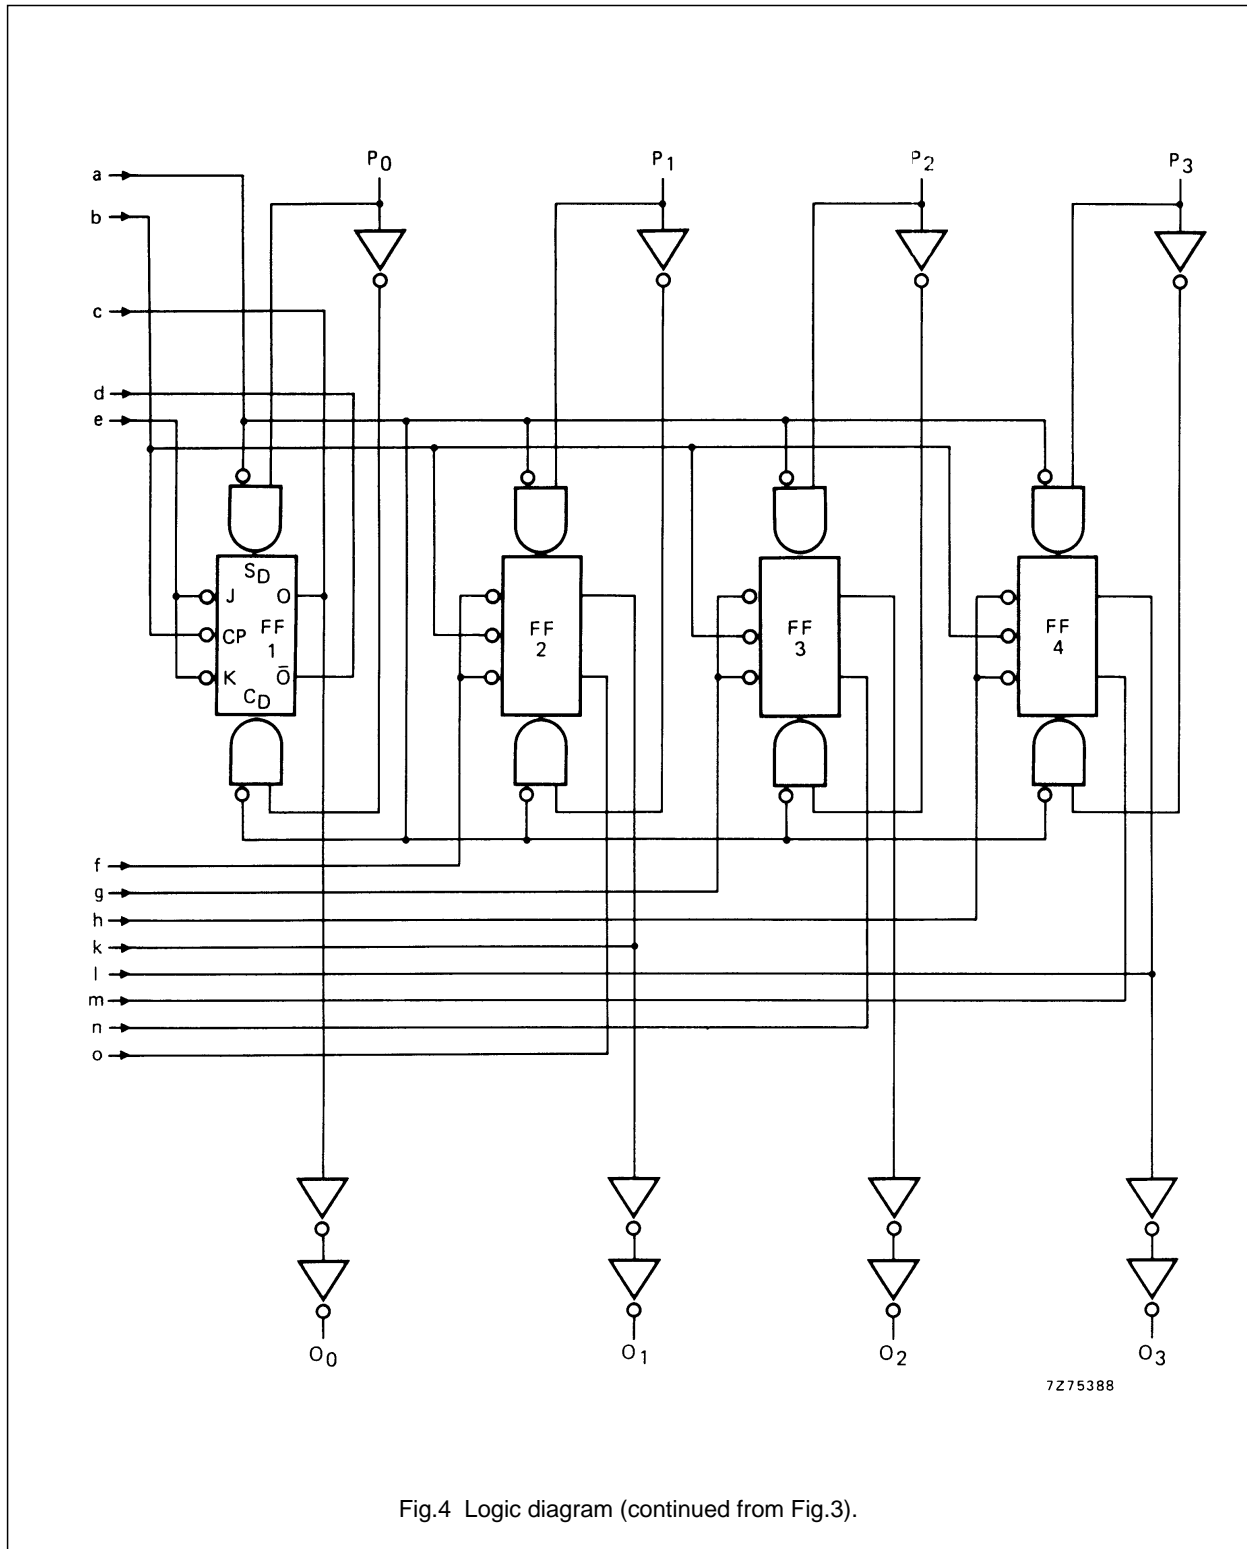 P0 P1 P2 P3
a
b
c
d
e
SD
J O
FF
CP 1
K Ō
CD
FF
2
FF
3
FF
4
f
g
h
k
l
m
n
o
O0 O1 O2 O3
7Z75388
Fig.4 Logic diagram (continued from Fig.3).